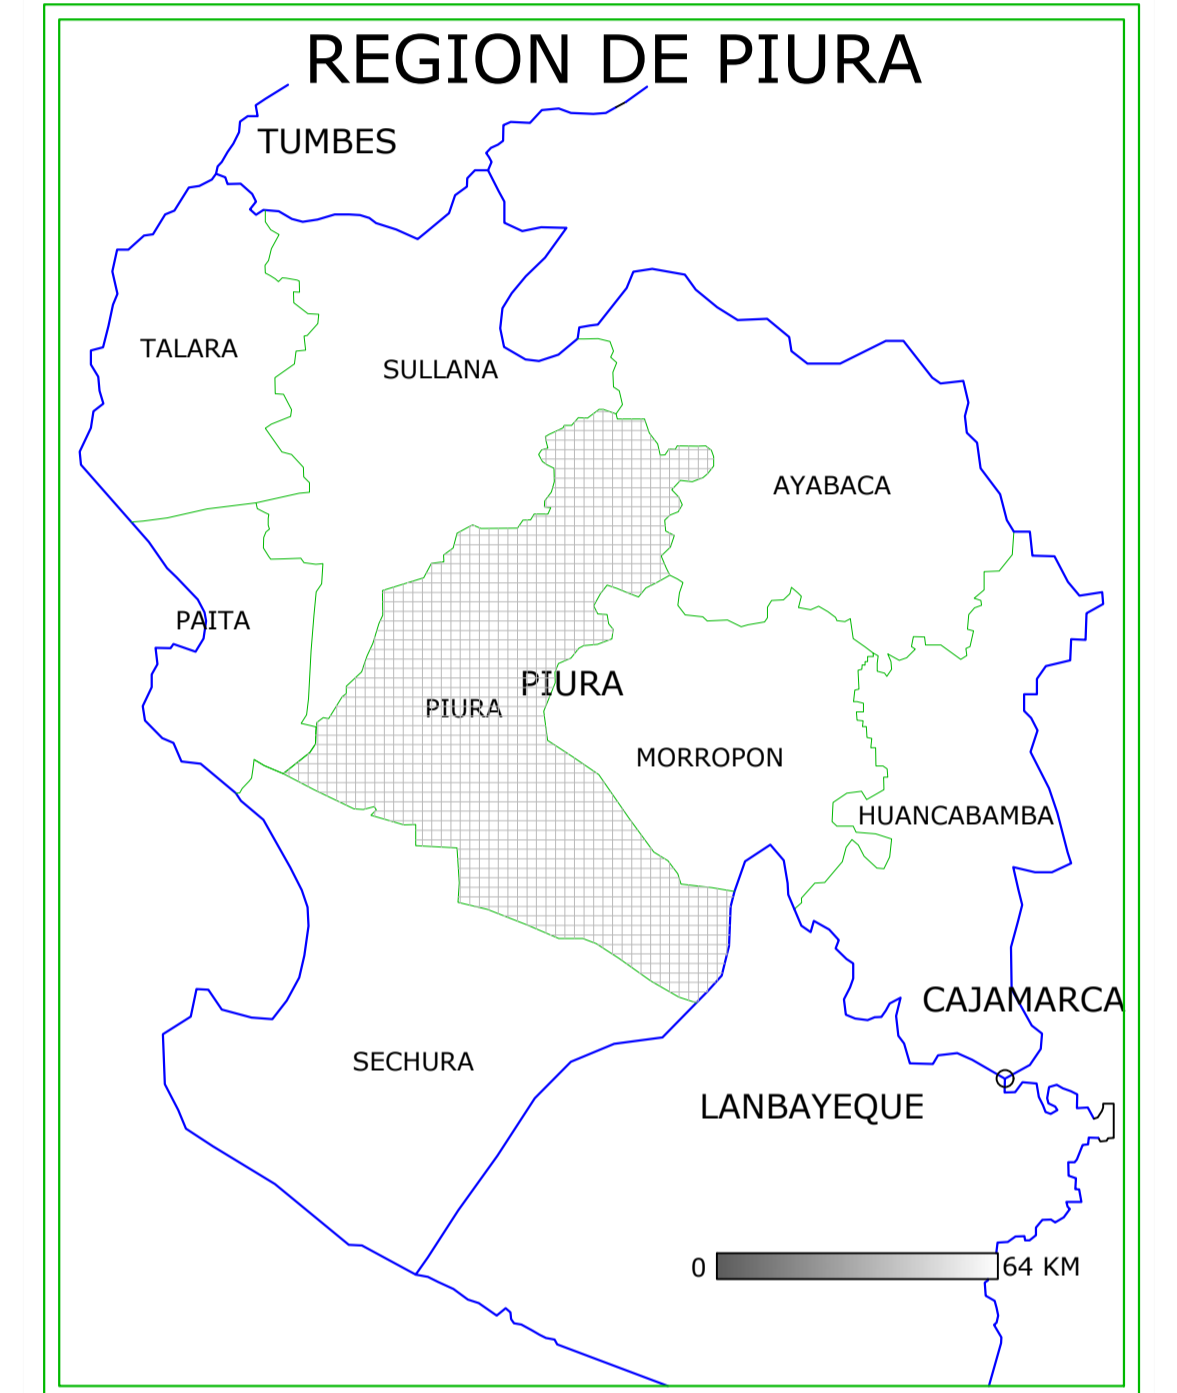 REGION DE PIURA
TUMBES
TALARA
SULLANA
AYABACA
PAITA
PIURA
PIURA
MORROPON
HUANCABAMBA
CAJAMARCA
SECHURA
LANBAYEQUE
0 64 KM